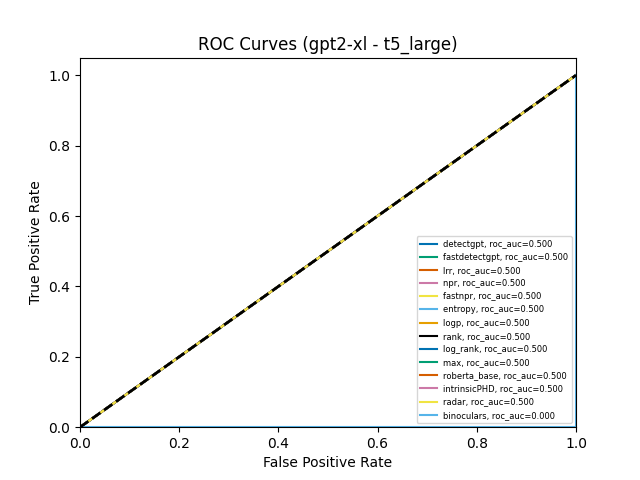 ROC Curves (gpt2-xl - t5_large)
1.0
0.8
0.6
0.4
0.2
0.0
True Positive Rate
detectgpt, roc_auc=0.500
fastdetectgpt, roc_auc=0.500
lrr, roc_auc=0.500
npr, roc_auc=0.500
fastnpr, roc_auc=0.500
entropy, roc_auc=0.500
logp, roc_auc=0.500
rank, roc_auc=0.500
log_rank, roc_auc=0.500
max, roc_auc=0.500
roberta_base, roc_auc=0.500
intrinsicPHD, roc_auc=0.500
radar, roc_auc=0.500
binoculars, roc_auc=0.000
0.0 0.2 0.4 0.6 0.8 1.0
False Positive Rate